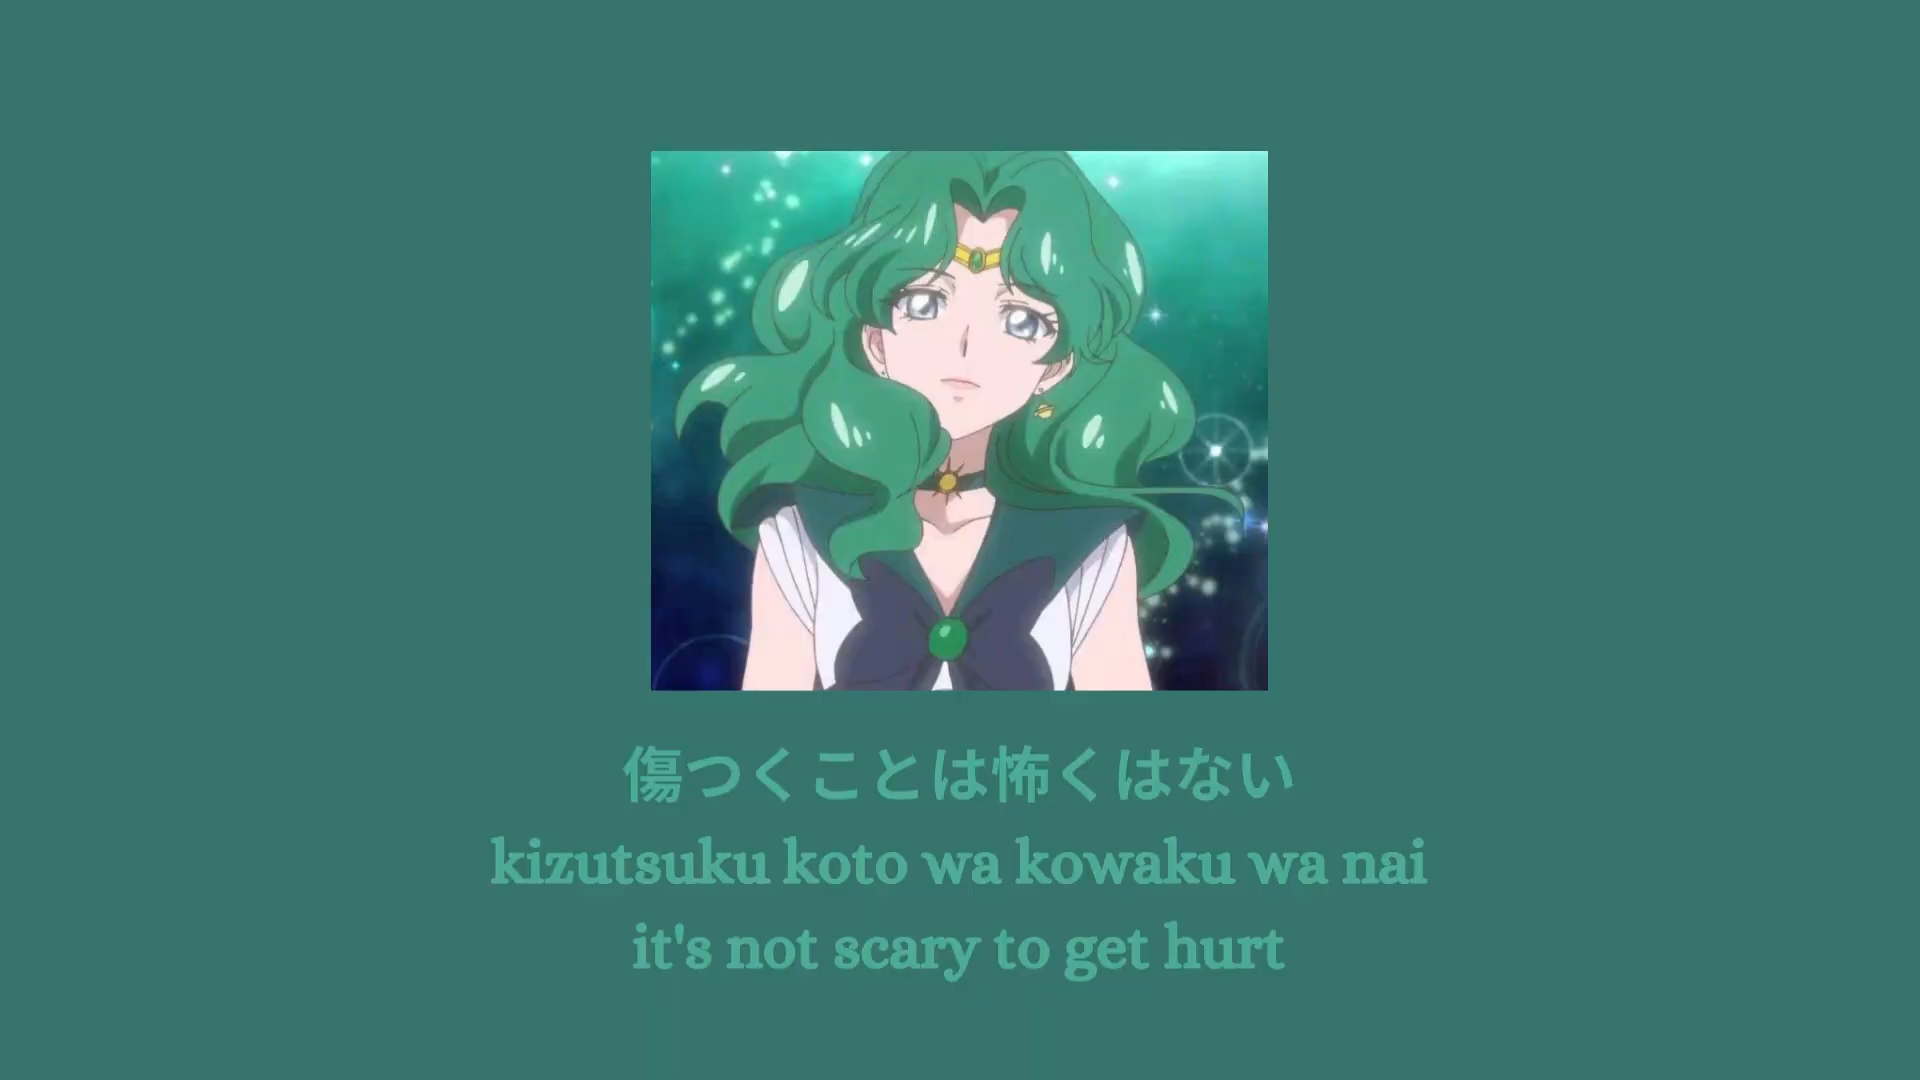 傷つくことは怖くはない
kizutsuku koto wa kowaku wa nai
it's not scary to get hurt